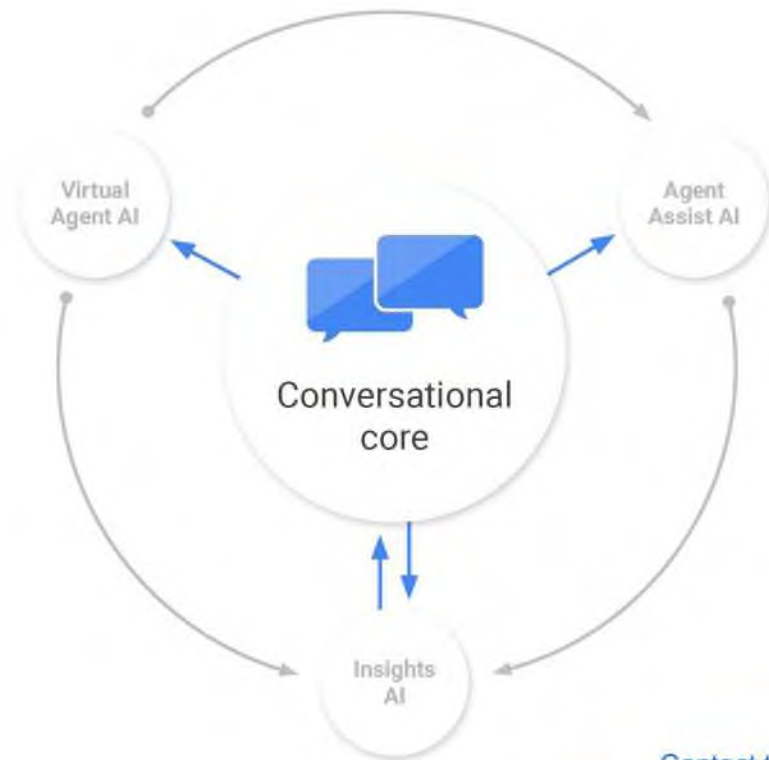 Virtual
Agent AI
Agent
Assist AI
Conversational
core
Insights
AI